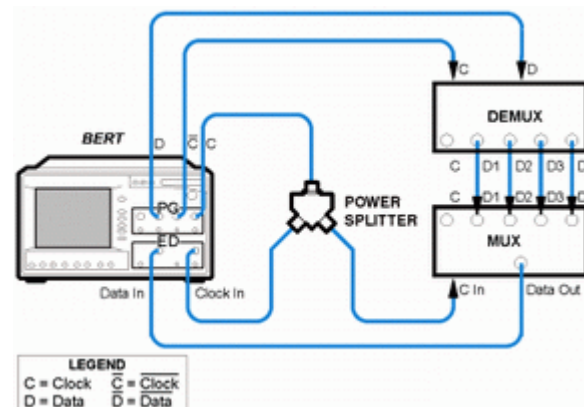 C D
DEMUX
BERT
D C̅ C
C D1 D2 D3 D
C D1 D2 D3 D
PG
ED
POWER
SPLITTER
MUX
Data In Clock In
C In Data Out
LEGEND
C = Clock C̅ = C̅l̅o̅c̅k̅
D = Data D̅ = D̅a̅t̅a̅